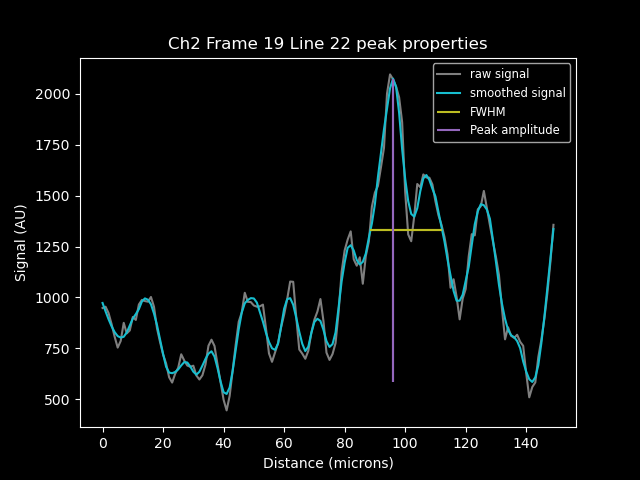 Ch2 Frame 19 Line 22 peak properties
raw signal
smoothed signal
FWHM
Peak amplitude
Signal (AU)
2000
1750
1500
1250
1000
750
500
0 20 40 60 80 100 120 140
Distance (microns)